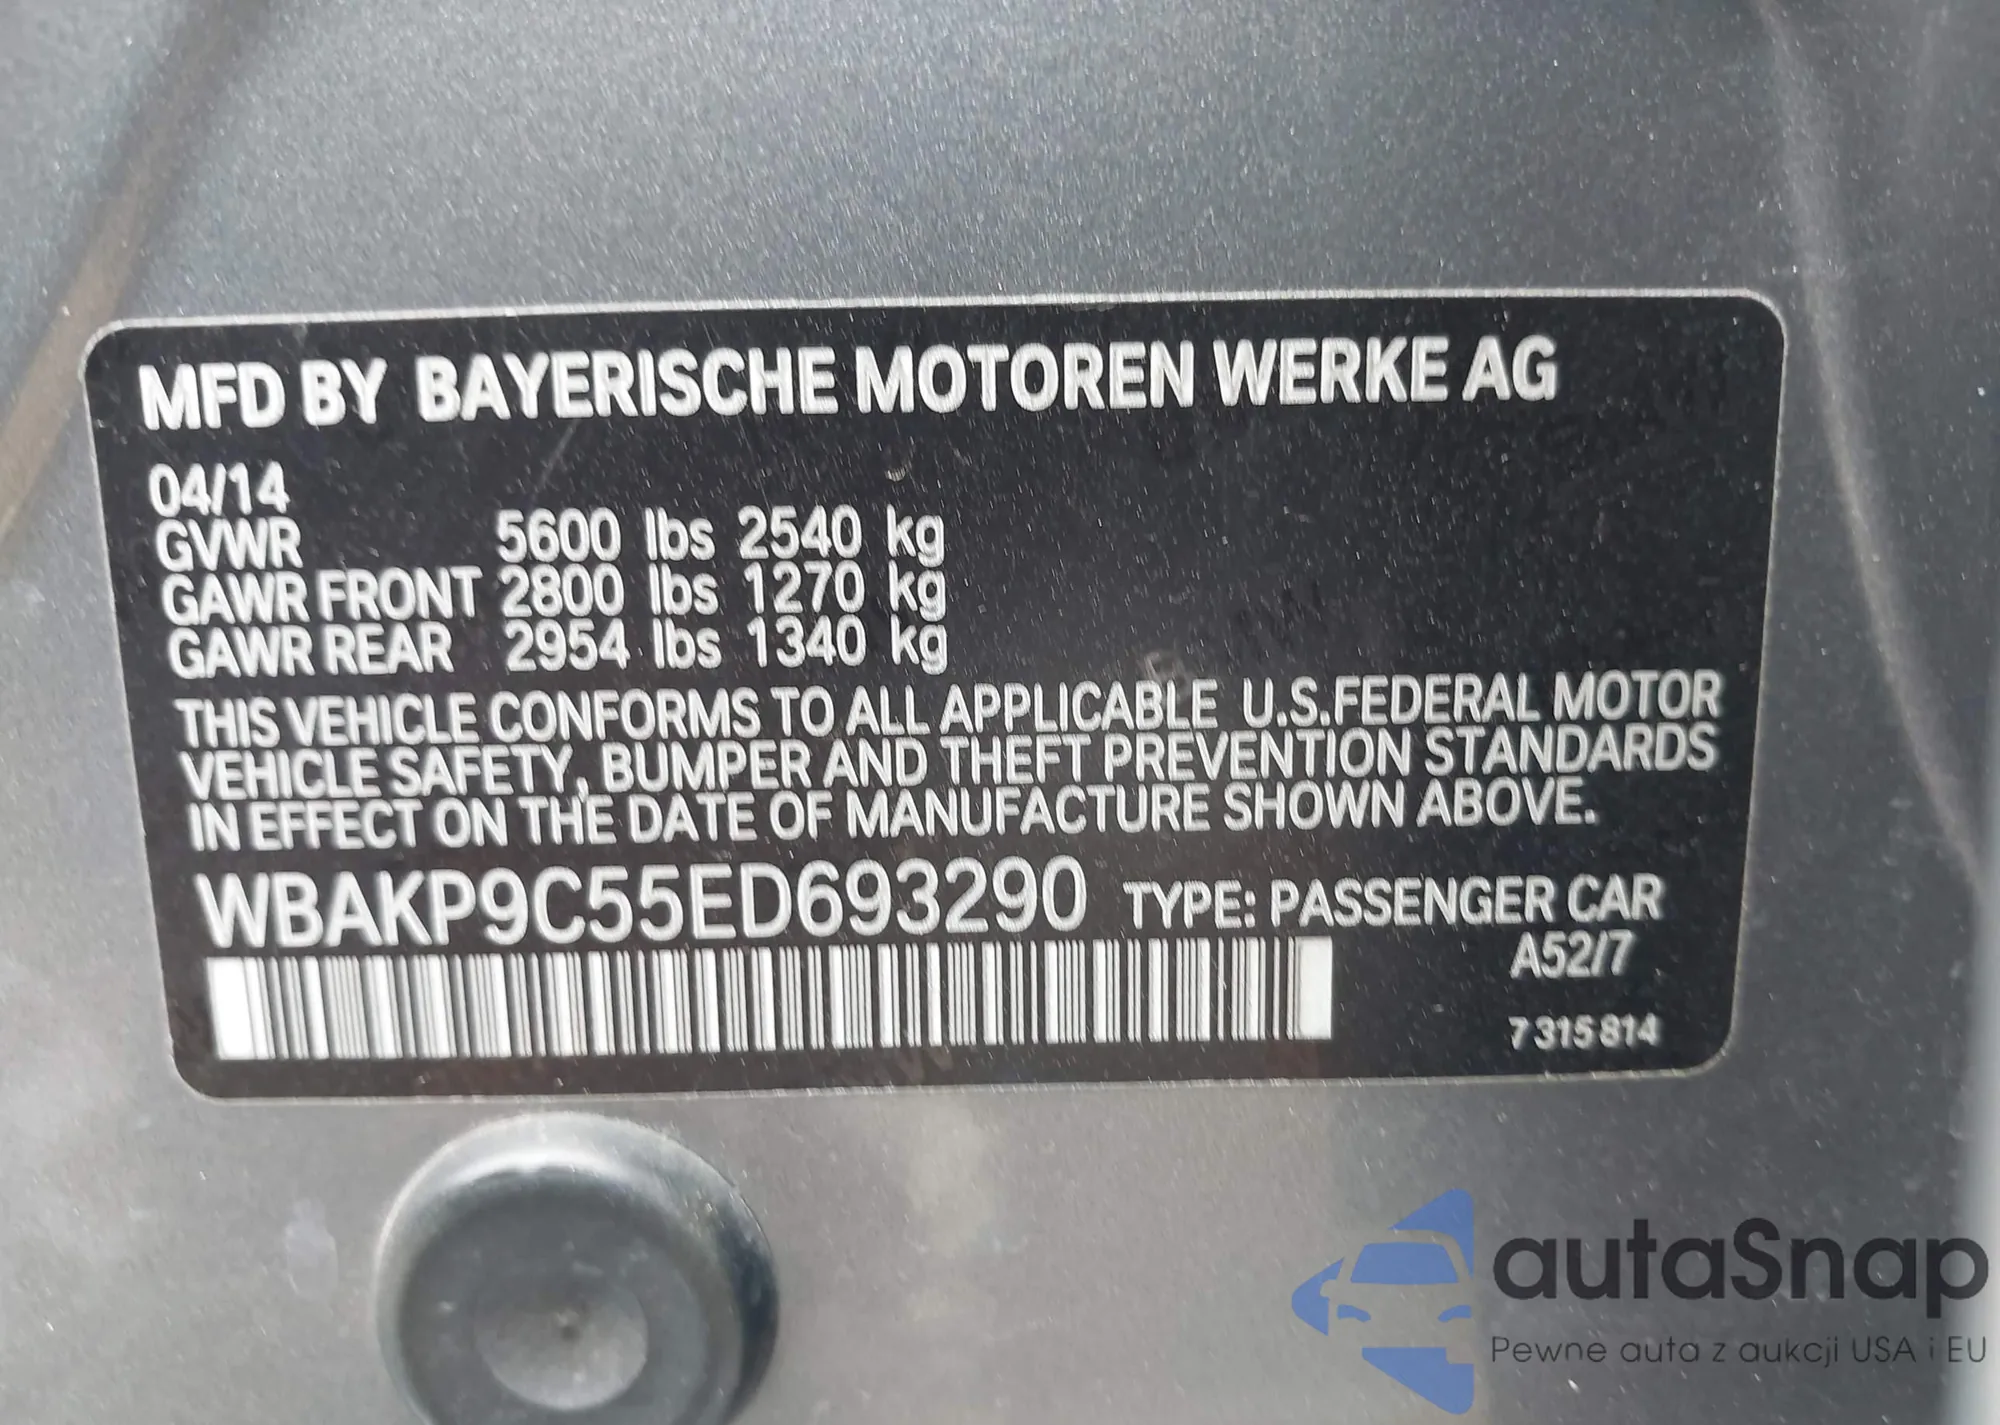 MFD BY BAYERISCHE MOTOREN WERKE AG
04/14
GVWR 5600 lbs 2540 kg
GAWR FRONT 2800 lbs 1270 kg
GAWR REAR 2954 lbs 1340 kg
THIS VEHICLE CONFORMS TO ALL APPLICABLE U.S.FEDERAL MOTOR
VEHICLE SAFETY, BUMPER AND THEFT PREVENTION STANDARDS
IN EFFECT ON THE DATE OF MANUFACTURE SHOWN ABOVE.
WBAKP9C55ED693290 TYPE: PASSENGER CAR
A52/7
7 315 814
autaSnap
Pewne auta z aukcji USA i EU